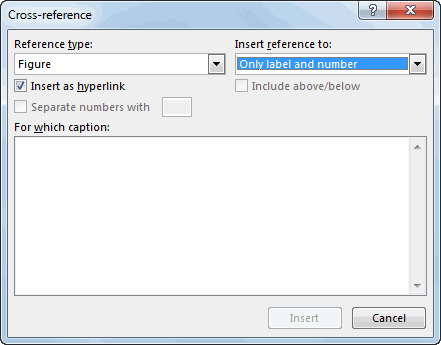 Cross-reference
Reference type:
Insert reference to:
Figure
Only label and number
Insert as hyperlink
Include above/below
Separate numbers with
For which caption:
Insert
Cancel